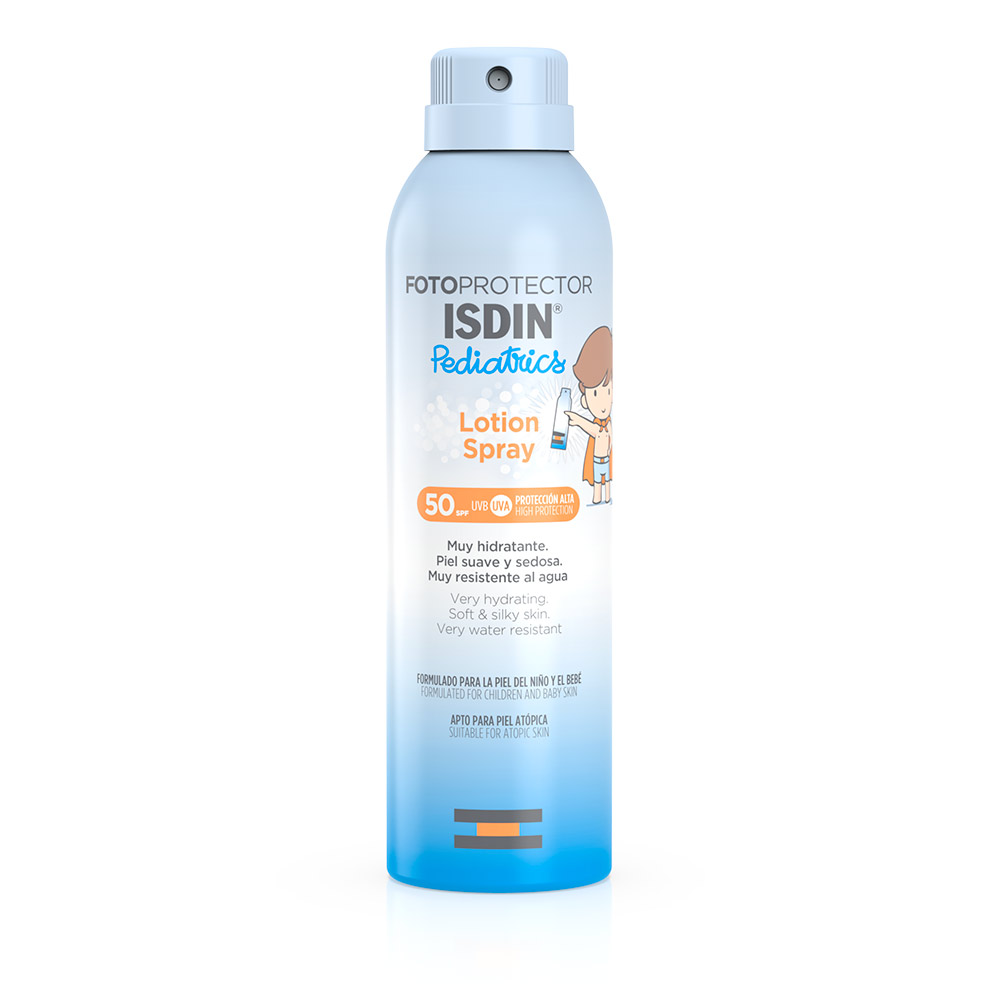 FOTOPROTECTOR
ISDIN®
Pediatrics
Lotion
Spray
50 SPF UVB UVA PROTECCIÓN ALTA
HIGH PROTECTION
Muy hidratante.
Piel suave y sedosa.
Muy resistente al agua
Very hydrating.
Soft & silky skin.
Very water resistant
FORMULADO PARA LA PIEL DEL NIÑO Y EL BEBÉ
FORMULATED FOR CHILDREN AND BABY SKIN
APTO PARA PIEL ATÓPICA
SUITABLE FOR ATOPIC SKIN